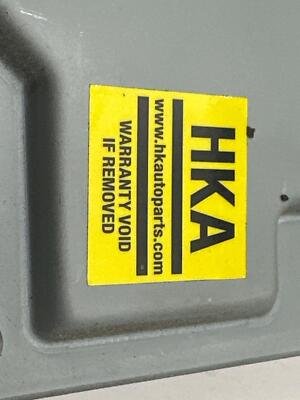 HKA
www.hkautoparts.com
WARRANTY VOID
IF REMOVED